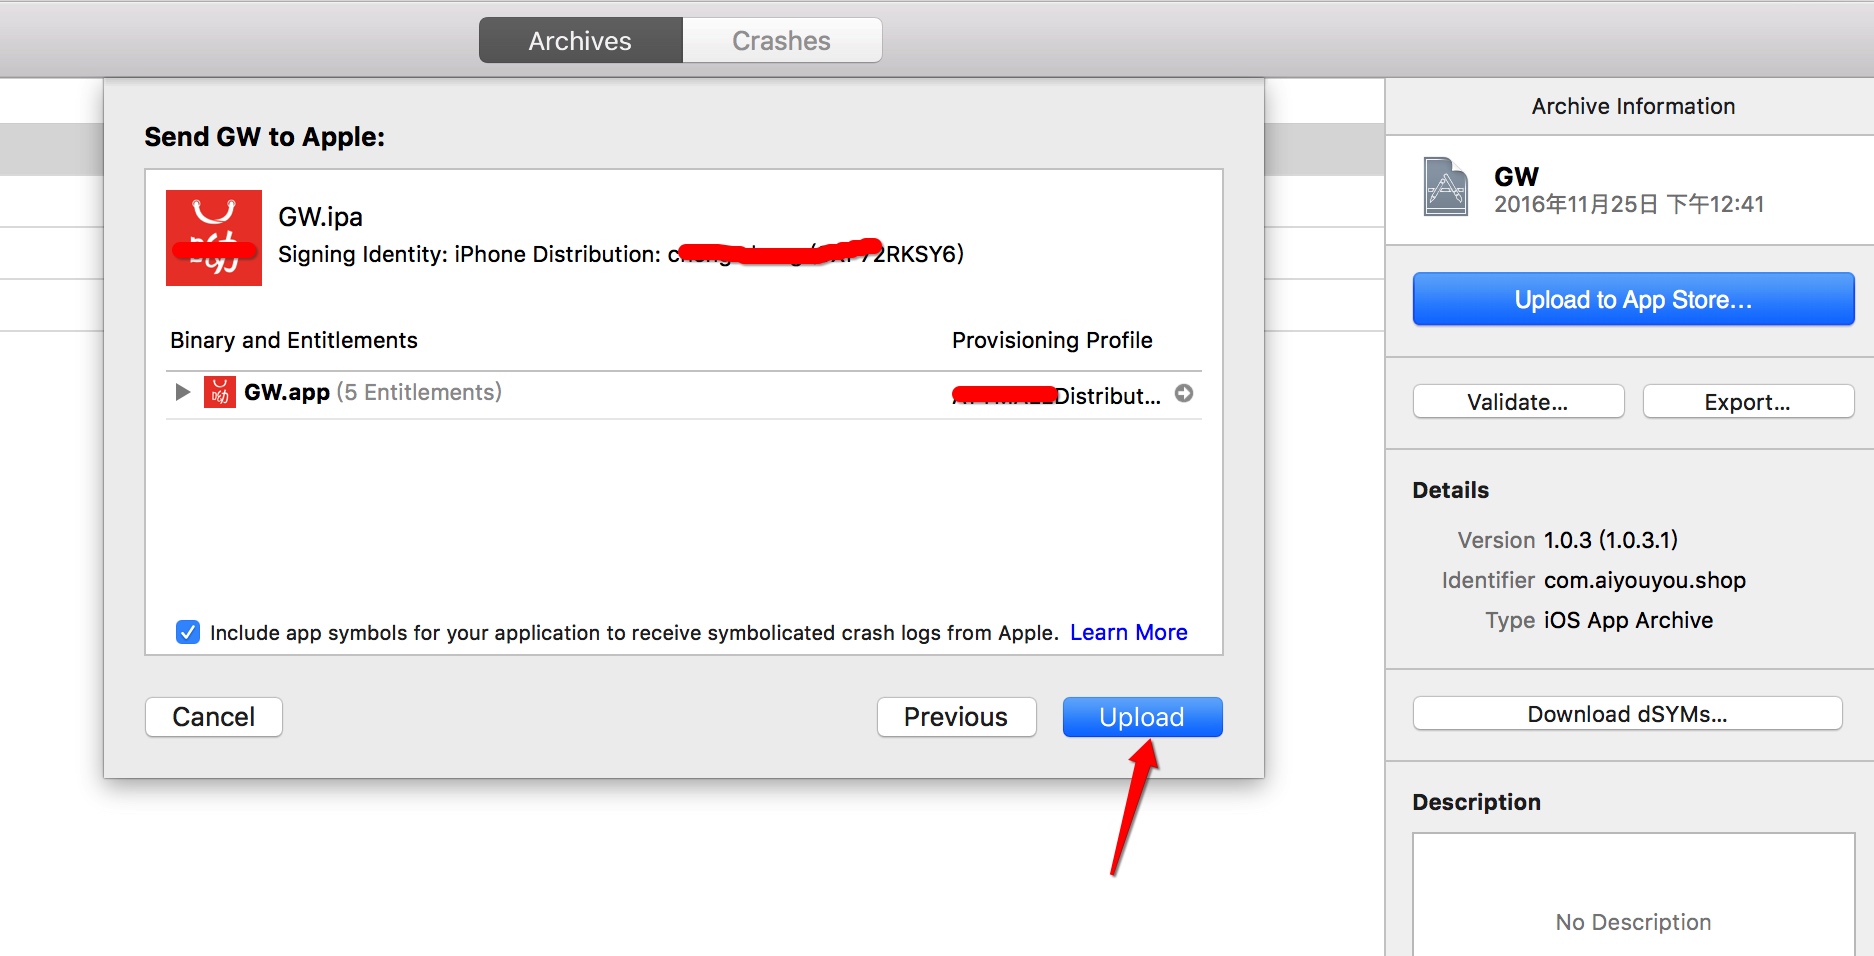 Archives
Crashes
Send GW to Apple:
GW.ipa
Signing Identity: iPhone Distribution: 2RKSY6)
Binary and Entitlements
Provisioning Profile
GW.app (5 Entitlements)
Distribut...
Include app symbols for your application to receive symbolicated crash logs from Apple. Learn More
Cancel
Previous
Upload
Archive Information
GW
2016年11月25日 下午12:41
Upload to App Store...
Validate...
Export...
Details
Version 1.0.3 (1.0.3.1)
Identifier com.aiyouyou.shop
Type iOS App Archive
Download dSYMs...
Description
No Description